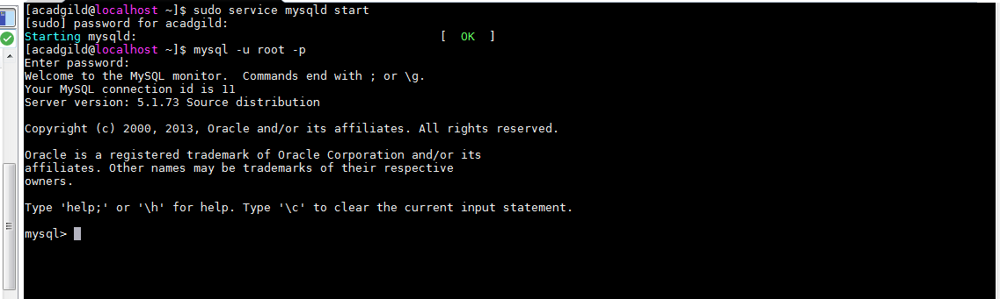 [acadgild@localhost ~]$ sudo service mysqld start
[sudo] password for acadgild:
Starting mysqld:                                           [  OK  ]
[acadgild@localhost ~]$ mysql -u root -p
Enter password:
Welcome to the MySQL monitor.  Commands end with ; or \g.
Your MySQL connection id is 11
Server version: 5.1.73 Source distribution
Copyright (c) 2000, 2013, Oracle and/or its affiliates. All rights reserved.
Oracle is a registered trademark of Oracle Corporation and/or its
affiliates. Other names may be trademarks of their respective
owners.
Type 'help;' or '\h' for help. Type '\c' to clear the current input statement.
mysql>